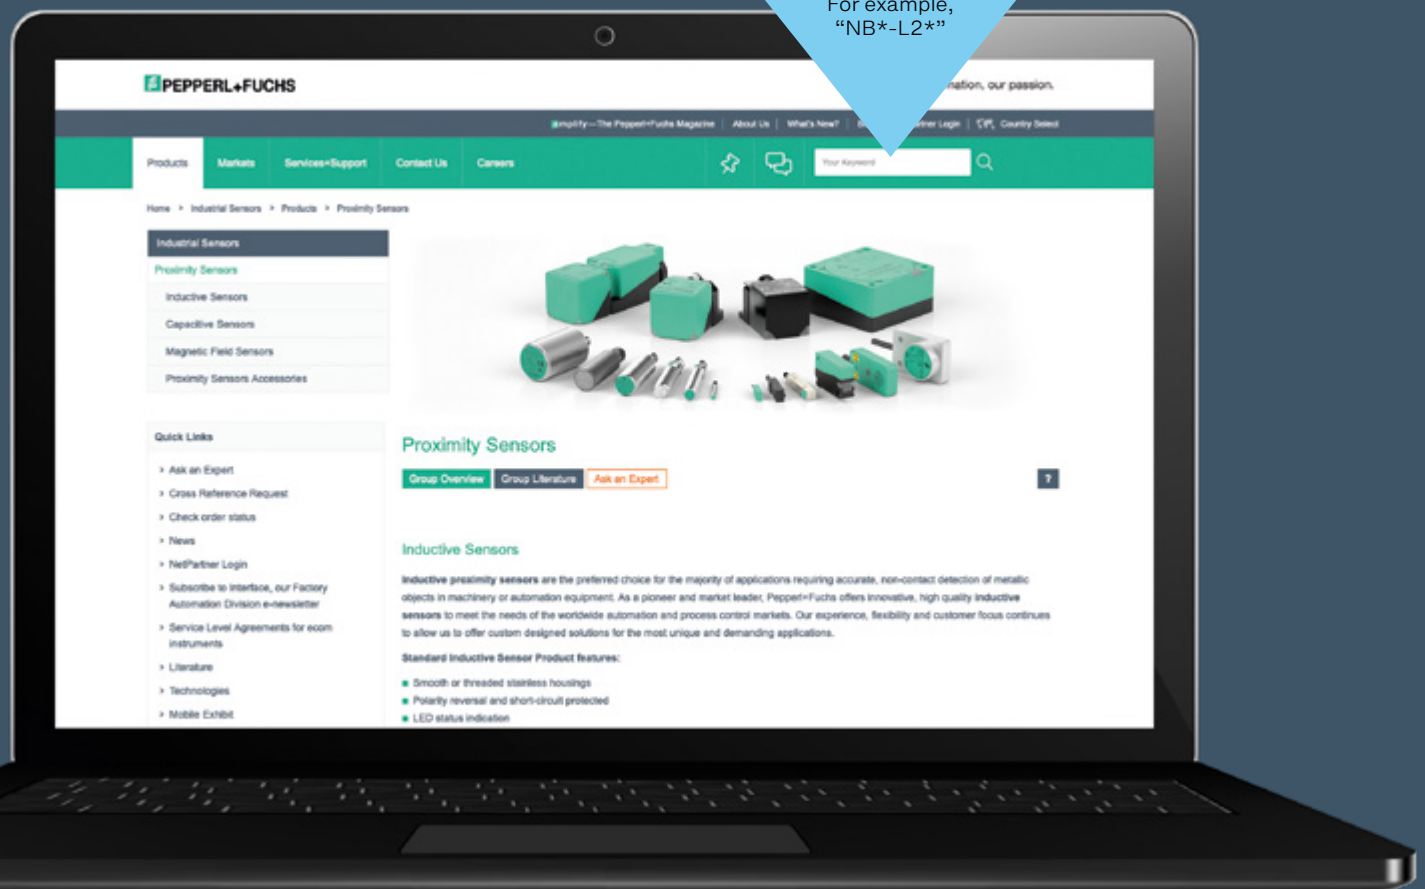 For example,
“NB*-L2*”
PEPPERL+FUCHS
nation, our passion.
simplify—The Pepperl+Fuchs Magazine | About Us | What's New? | Partner Login | Country Select
Products Markets Services+Support Contact Us Careers Your Keyword
Home > Industrial Sensors > Products > Proximity Sensors
Industrial Sensors
Proximity Sensors
Inductive Sensors
Capacitive Sensors
Magnetic Field Sensors
Proximity Sensors Accessories
Quick Links
> Ask an Expert
> Cross Reference Request
> Check order status
> News
> NetPartner Login
> Subscribe to Interface, our Factory
Automation Division e-newsletter
> Service Level Agreements for ecom
instruments
> Literature
> Technologies
> Mobile Exhibit
Proximity Sensors
Group Overview Group Literature Ask an Expert ?
Inductive Sensors
Inductive proximity sensors are the preferred choice for the majority of applications requiring accurate, non-contact detection of metallic
objects in machinery or automation equipment. As a pioneer and market leader, Pepperl+Fuchs offers innovative, high quality inductive
sensors to meet the needs of the worldwide automation and process control markets. Our experience, flexibility and customer focus continues
to allow us to offer custom designed solutions for the most unique and demanding applications.
Standard Inductive Sensor Product features:
Smooth or threaded stainless housings
Polarity reversal and short-circuit protected
LED status indication